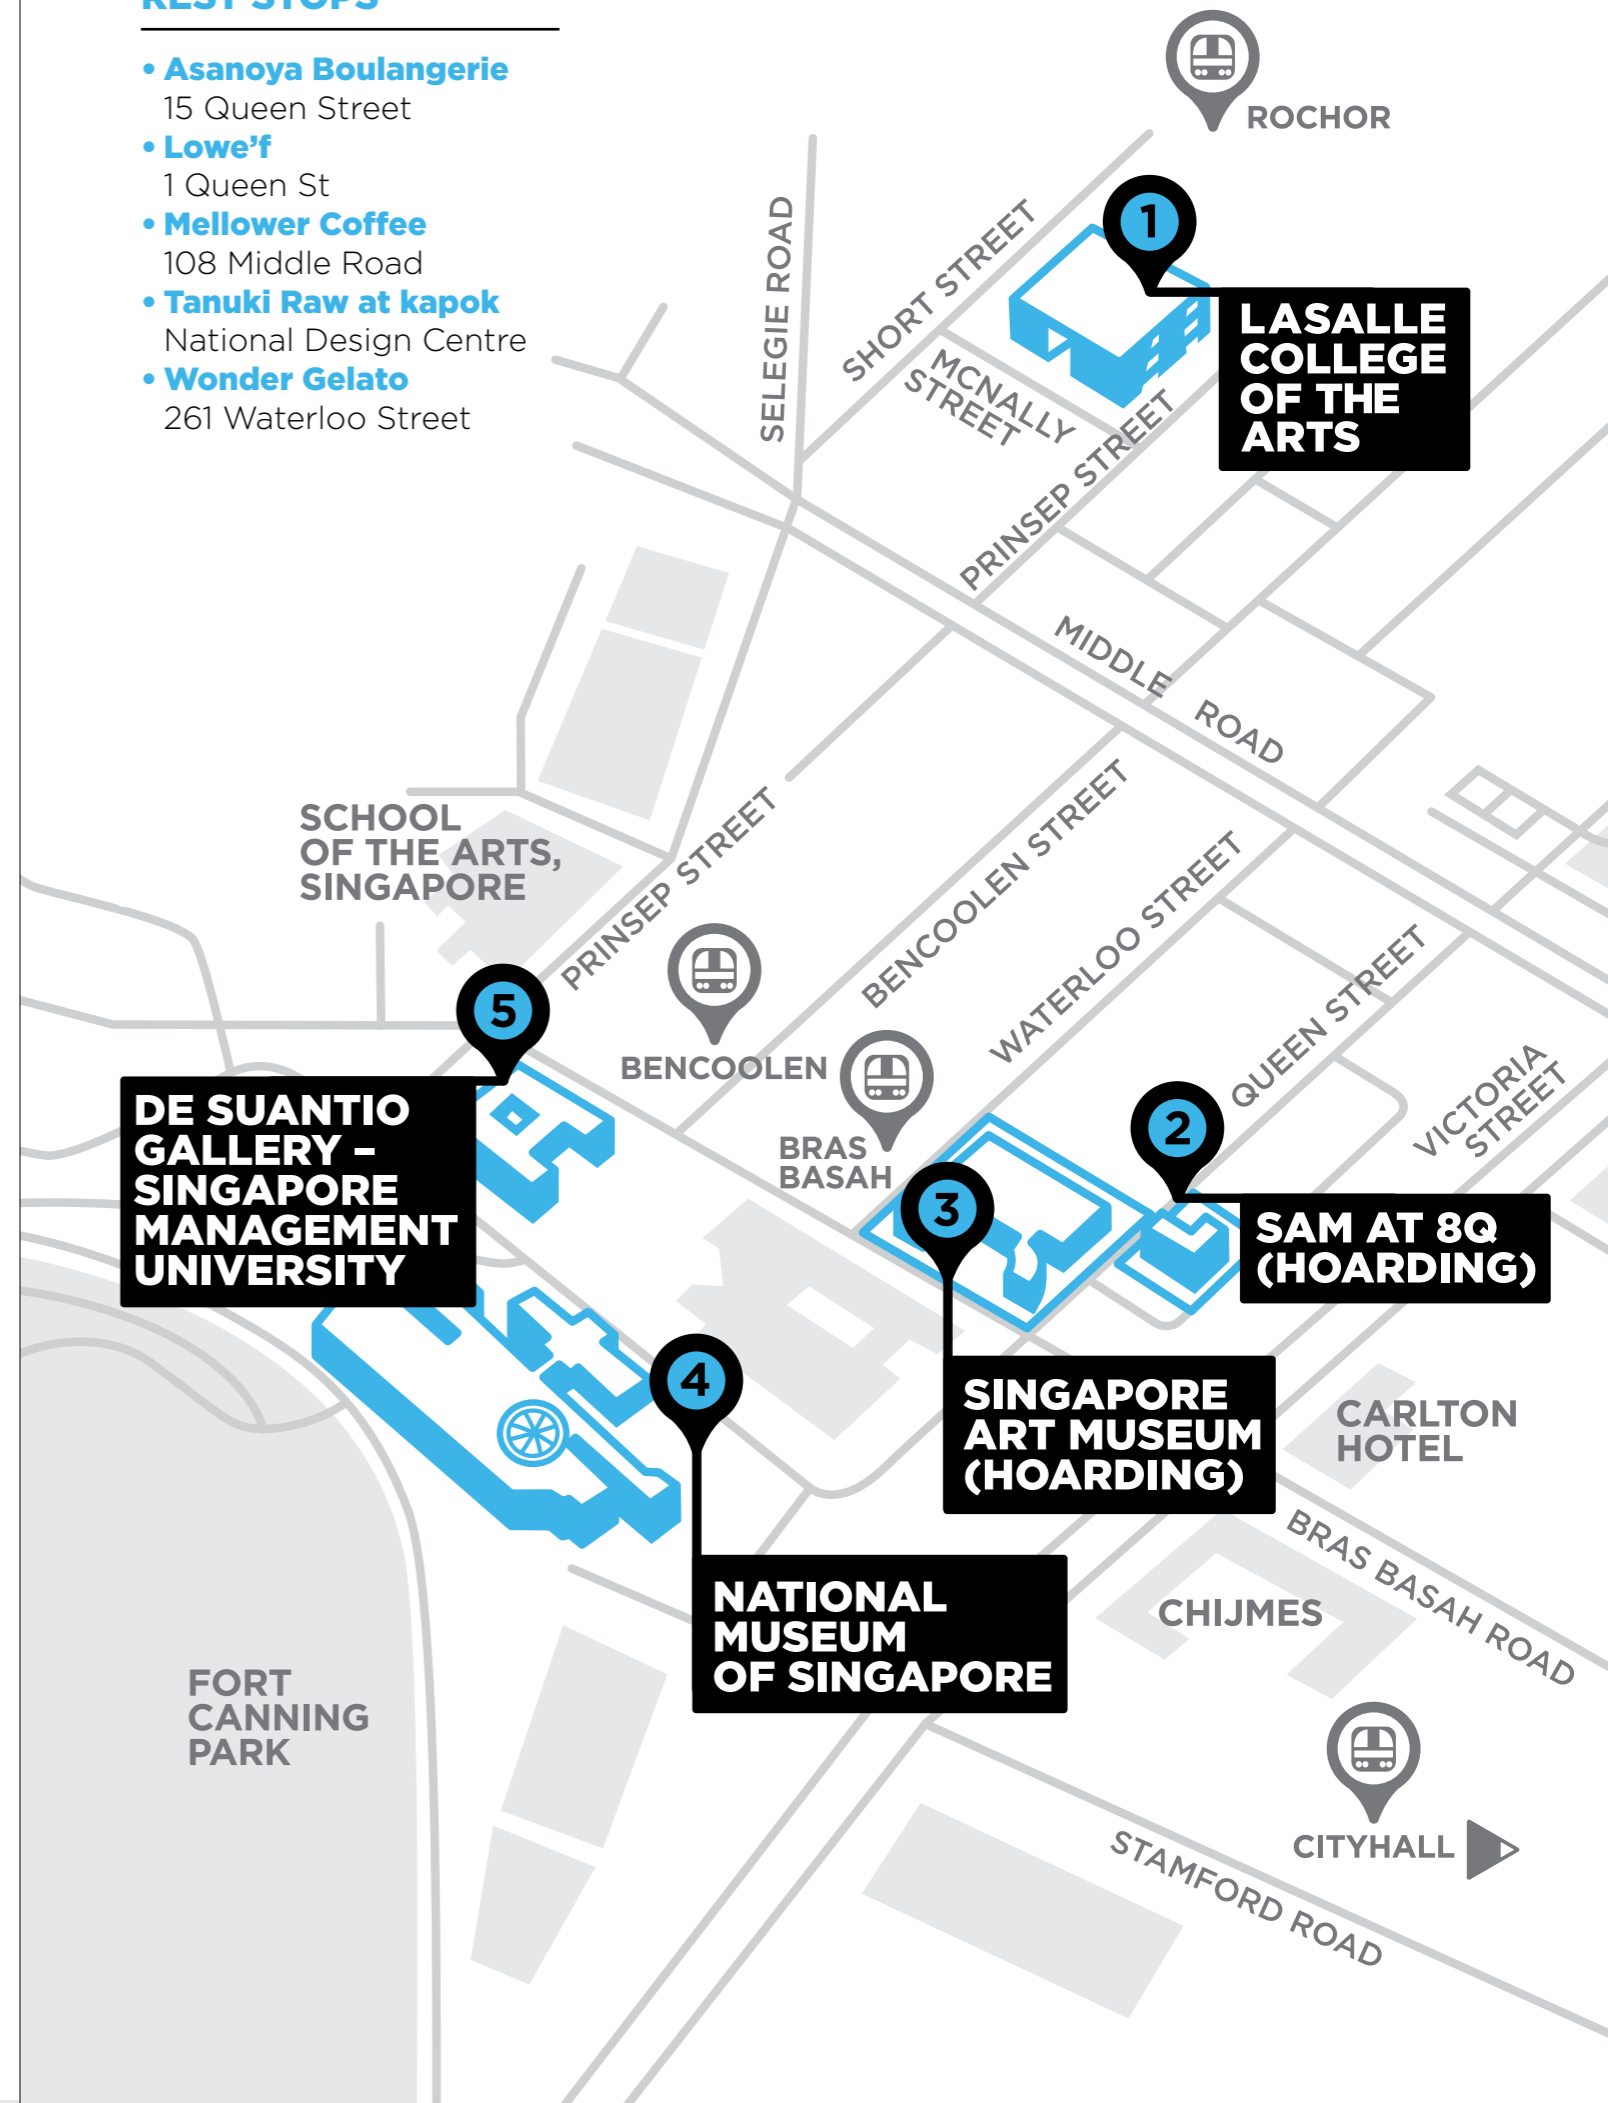 REST STOPS
• Asanoya Boulangerie
15 Queen Street
• Lowe'f
1 Queen St
• Mellower Coffee
108 Middle Road
• Tanuki Raw at kapok
National Design Centre
• Wonder Gelato
261 Waterloo Street
ROCHOR
1
LASALLE
COLLEGE
OF THE
ARTS
SELEGIE ROAD
SHORT STREET
MCNALLY
STREET
PRINSEP STREET
MIDDLE ROAD
SCHOOL
OF THE ARTS,
SINGAPORE
PRINSEP STREET
BENCOOLEN STREET
WATERLOO STREET
QUEEN STREET
VICTORIA
STREET
5
DE SUANTIO
GALLERY –
SINGAPORE
MANAGEMENT
UNIVERSITY
BENCOOLEN
BRAS
BASAH
2
SAM AT 8Q
(HOARDING)
3
SINGAPORE
ART MUSEUM
(HOARDING)
4
NATIONAL
MUSEUM
OF SINGAPORE
CARLTON
HOTEL
BRAS BASAH ROAD
CHIJMES
FORT
CANNING
PARK
CITYHALL
STAMFORD ROAD